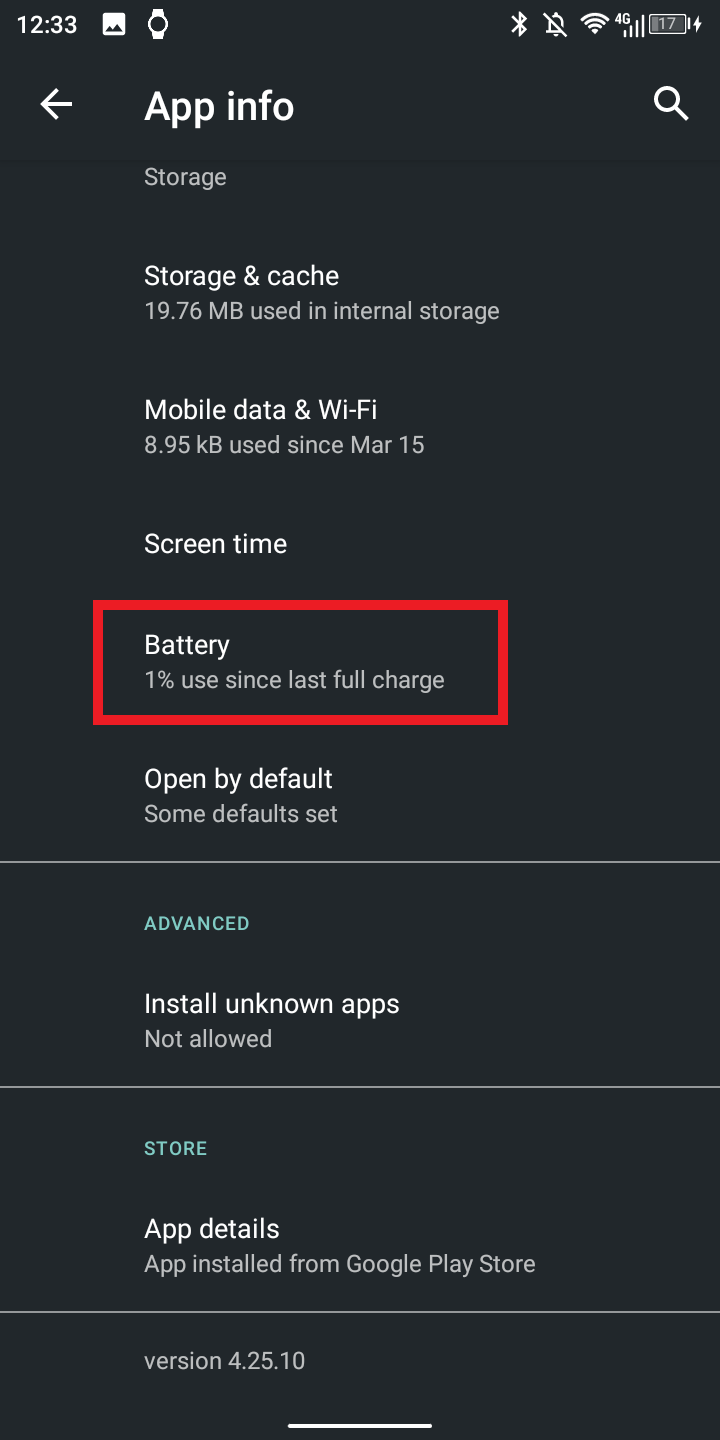 12:33
4G
17
App info
Storage
Storage & cache
19.76 MB used in internal storage
Mobile data & Wi-Fi
8.95 kB used since Mar 15
Screen time
Battery
1% use since last full charge
Open by default
Some defaults set
ADVANCED
Install unknown apps
Not allowed
STORE
App details
App installed from Google Play Store
version 4.25.10